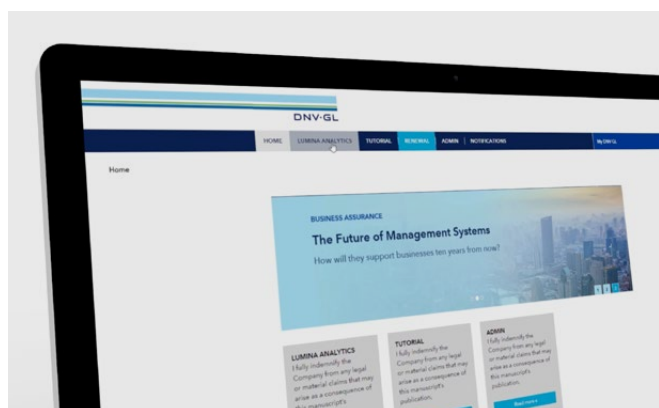 DNV·GL
HOME LUMINA ANALYTICS TUTORIAL RENEWAL ADMIN NOTIFICATIONS My DNV GL
Home
BUSINESS ASSURANCE
The Future of Management Systems
How will they support businesses ten years from now?
LUMINA ANALYTICS
I fully indemnify the
Company from any legal
or material claims that may
arise as a consequence of
this manuscript's
TUTORIAL
I fully indemnify the
Company from any legal
or material claims that may
arise as a consequence of
this manuscript's
publication.
ADMIN
I fully indemnify the
Company from any legal
or material claims that may
arise as a consequence of
this manuscript's
publication.
Read more